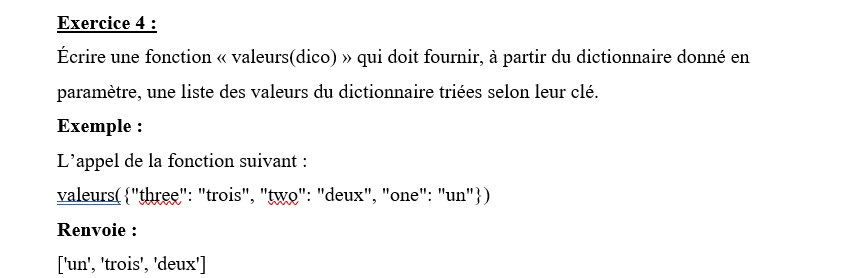 Exercice 4 :
Écrire une fonction « valeurs(dico) » qui doit fournir, à partir du dictionnaire donné en
paramètre, une liste des valeurs du dictionnaire triées selon leur clé.
Exemple :
L’appel de la fonction suivant :
valeurs({"three": "trois", "two": "deux", "one": "un"})
Renvoie :
['un', 'trois', 'deux']